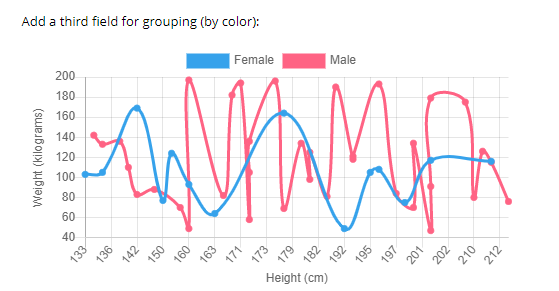 Add a third field for grouping (by color):
Female Male
200
180
160
140
120
100
80
60
40
Weight (kilograms)
133 136 142 150 160 163 171 173 179 182 192 195 197 201 202 210 212
Height (cm)